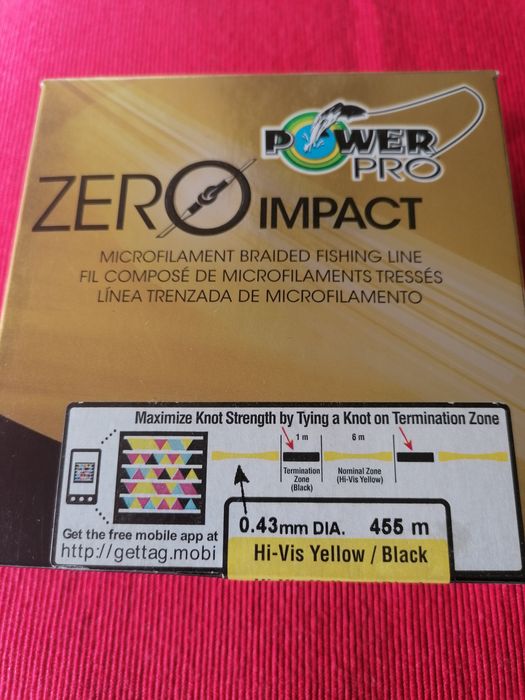 POWER
PRO
ZERO IMPACT
MICROFILAMENT BRAIDED FISHING LINE
FIL COMPOSÉ DE MICROFILAMENTS TRESSÉS
LÍNEA TRENZADA DE MICROFILAMENTO
Maximize Knot Strength by Tying a Knot on Termination Zone
1 m
6 m
Termination
Zone
(Black)
Nominal Zone
(Hi-Vis Yellow)
Get the free mobile app at
http://gettag.mobi
0.43mm DIA. 455 m
Hi-Vis Yellow / Black